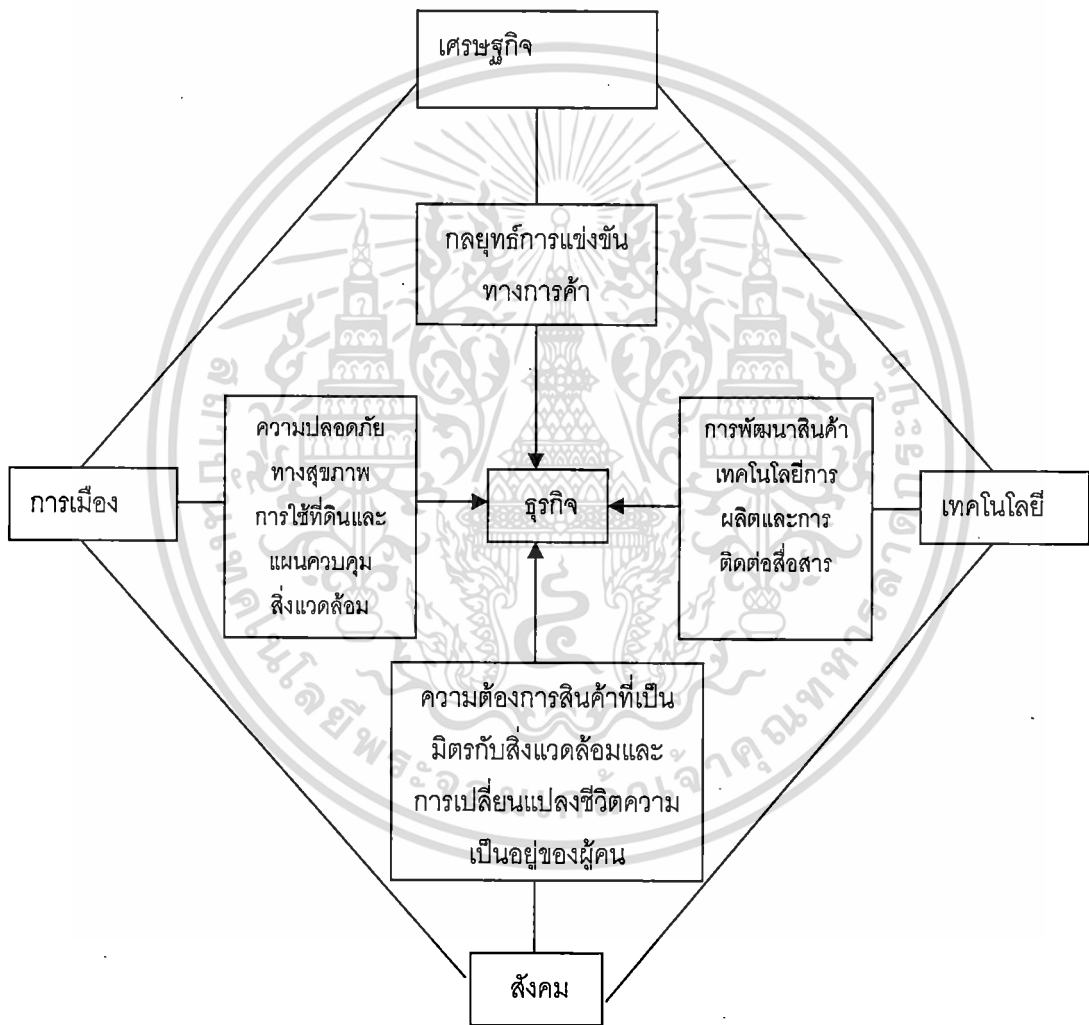 เศรษฐกิจ
กลยุทธ์การแข่งขัน
ทางการค้า
การเมือง
ความปลอดภัย
ทางสุขภาพ
การใช้ที่ดินและ
แผนควบคุม
สิ่งแวดล้อม
ธุรกิจ
การพัฒนาสินค้า
เทคโนโลยีการ
ผลิตและการ
ติดต่อสื่อสาร
เทคโนโลยี
ความต้องการสินค้าที่เป็น
มิตรกับสิ่งแวดล้อมและ
การเปลี่ยนแปลงชีวิตความ
เป็นอยู่ของผู้คน
สังคม